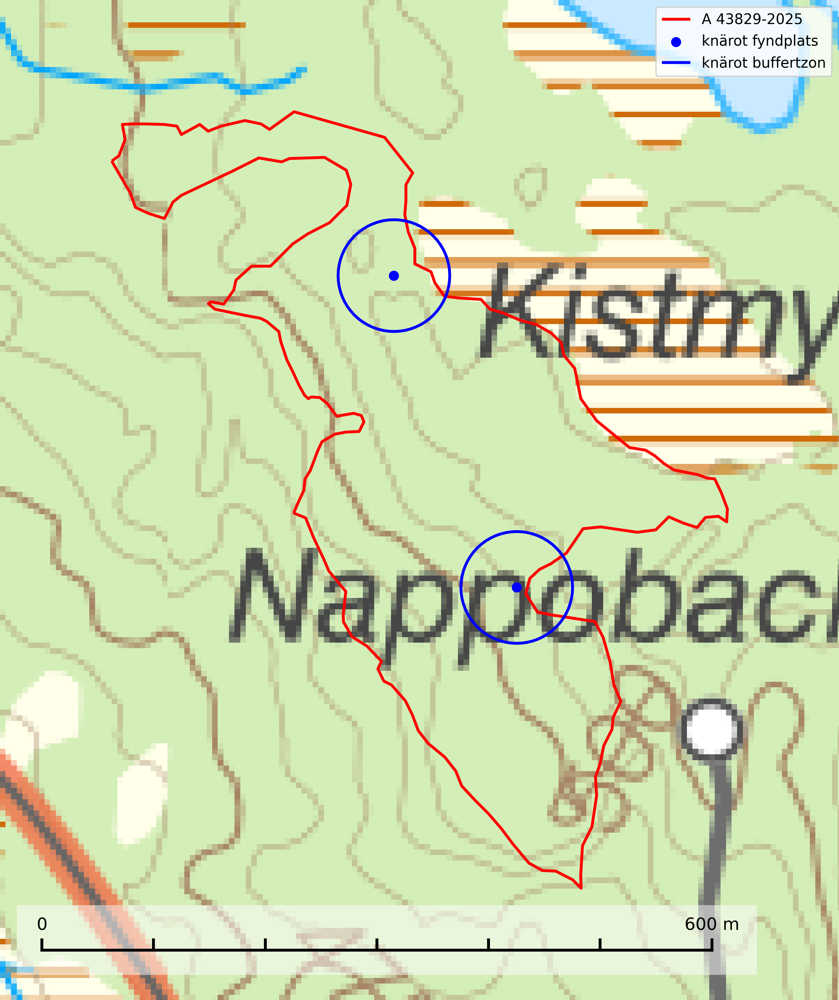 A 43829-2025
knärot fyndplats
knärot buffertzon
Kistmy
Nappobac
0 600 m